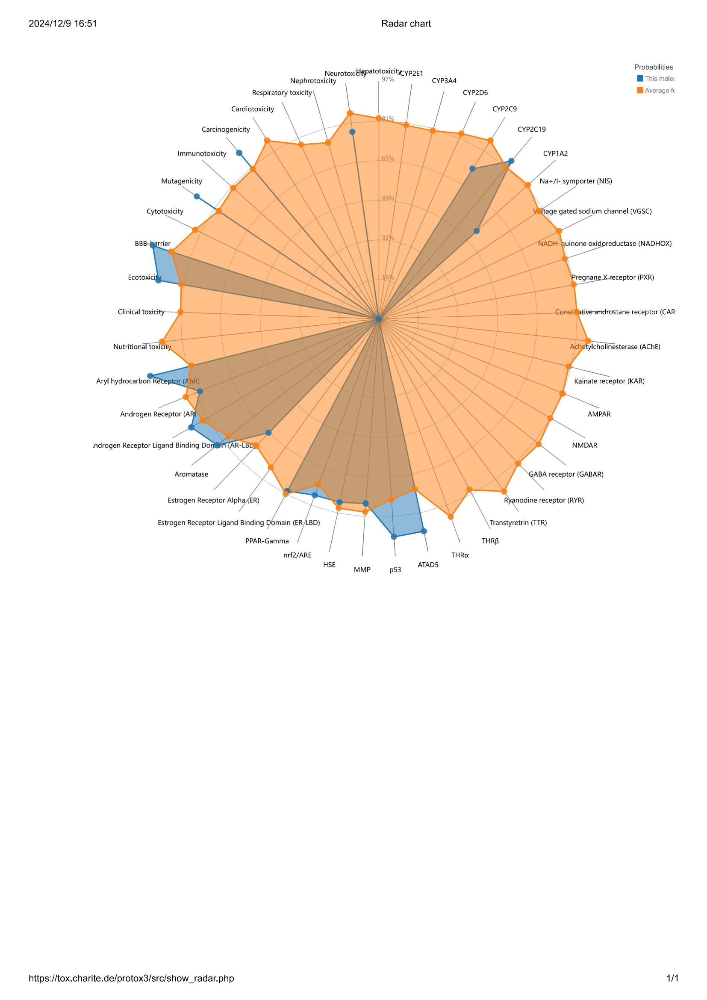 2024/12/9 16:51
Radar chart
Probabilities
This molec
Average fo
Hepatotoxicity
97%
81%
65%
49%
32%
16%
Neurotoxicity
Nephrotoxicity
Respiratory toxicity
Cardiotoxicity
Carcinogenicity
Immunotoxicity
Mutagenicity
Cytotoxicity
BBB-barrier
Ecotoxicity
Clinical toxicity
Nutritional toxicity
Aryl hydrocarbon Receptor (AhR)
Androgen Receptor (AR)
Androgen Receptor Ligand Binding Domain (AR-LBD)
Aromatase
Estrogen Receptor Alpha (ER)
Estrogen Receptor Ligand Binding Domain (ER-LBD)
PPAR-Gamma
nrf2/ARE
HSE
MMP
p53
ATAD5
THRα
THRβ
Transtyretrin (TTR)
Ryanodine receptor (RYR)
GABA receptor (GABAR)
NMDAR
AMPAR
Kainate receptor (KAR)
Achetylcholinesterase (AChE)
Constitutive androstane receptor (CAR
Pregnane X receptor (PXR)
NADH-quinone oxidoreductase (NADHOX)
Voltage gated sodium channel (VGSC)
Na+/I- symporter (NIS)
CYP1A2
CYP2C19
CYP2C9
CYP2D6
CYP3A4
CYP2E1
https://tox.charite.de/protox3/src/show_radar.php
1/1